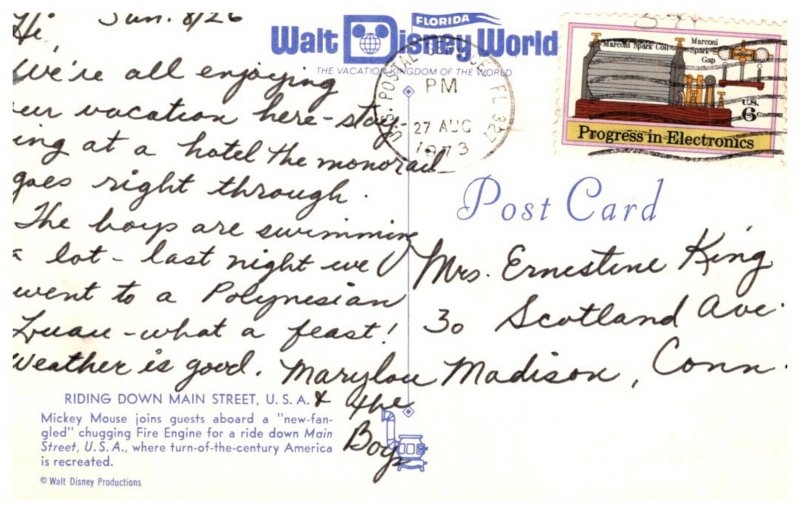 Hi. Sun. 8/26
We're all enjoying
our vacation here - stay-
ing at a hotel the monorail
goes right through.
The boys are swimming
a lot - last night we
went to a Polynesian
Luau - what a feast!
Weather is good. Marylou
& the
Boys
RIDING DOWN MAIN STREET, U.S.A.
Mickey Mouse joins guests aboard a "new-fan-
gled" chugging Fire Engine for a ride down Main
Street, U.S.A., where turn-of-the-century America
is recreated.
© Walt Disney Productions
FLORIDA
Walt Disney World
THE VACATION KINGDOM OF THE WORLD
U.S. POSTAL SERVICE, FL 327
PM
27 AUG
1973
Marconi Spark Coil
Marconi
Spark
Gap
U.S.
6
Progress in Electronics
Post Card
Mrs. Ernestine King
30 Scotland Ave.
Madison, Conn.